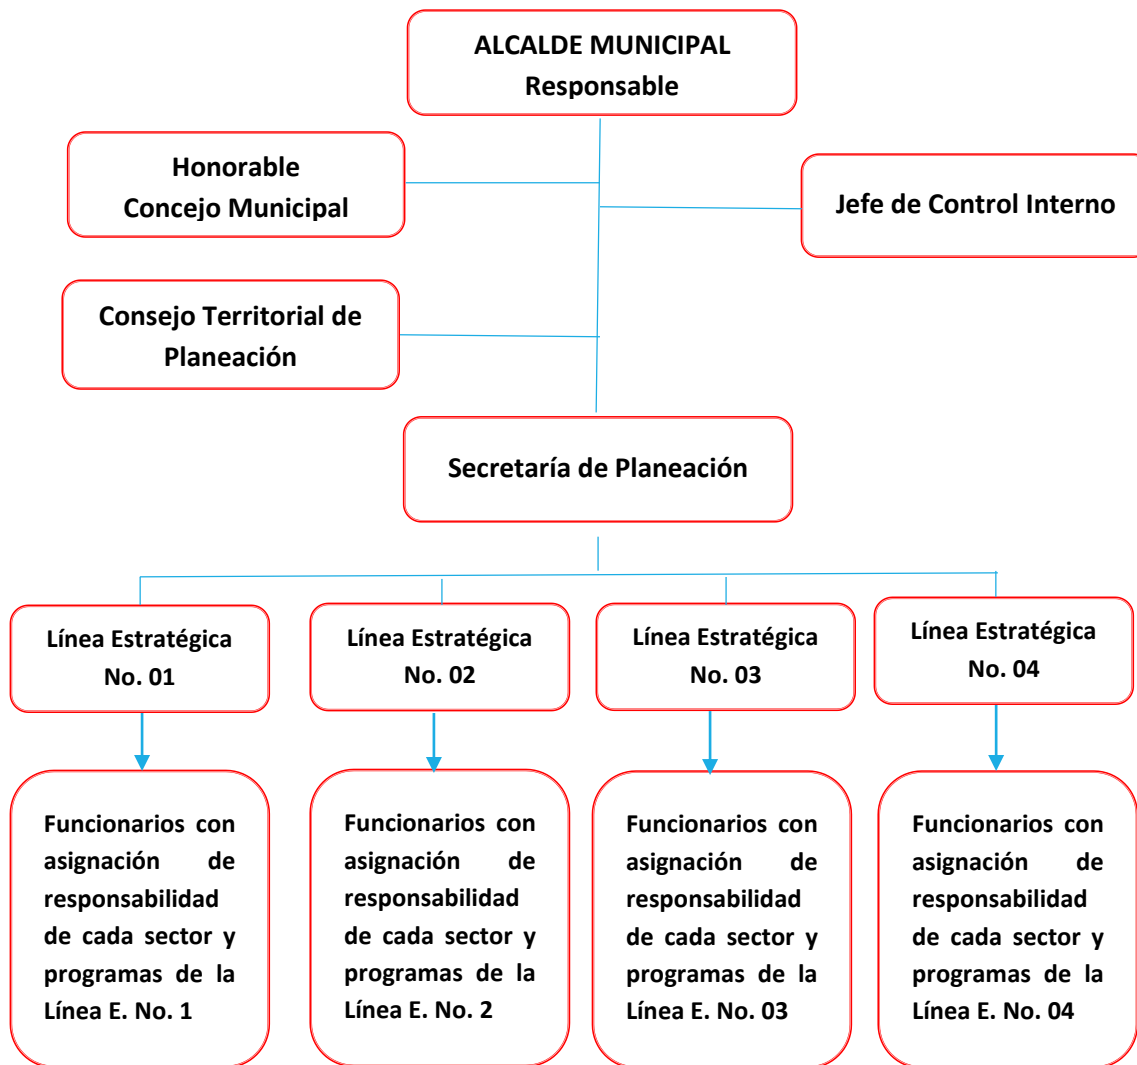 ALCALDE MUNICIPAL
Responsable
Honorable
Concejo Municipal
Jefe de Control Interno
Consejo Territorial de
Planeación
Secretaría de Planeación
Línea Estratégica
No. 01
Línea Estratégica
No. 02
Línea Estratégica
No. 03
Línea Estratégica
No. 04
Funcionarios con
asignación de
responsabilidad
de cada sector y
programas de la
Línea E. No. 1
Funcionarios con
asignación de
responsabilidad
de cada sector y
programas de la
Línea E. No. 2
Funcionarios con
asignación de
responsabilidad
de cada sector y
programas de la
Línea E. No. 03
Funcionarios con
asignación de
responsabilidad
de cada sector y
programas de la
Línea E. No. 04